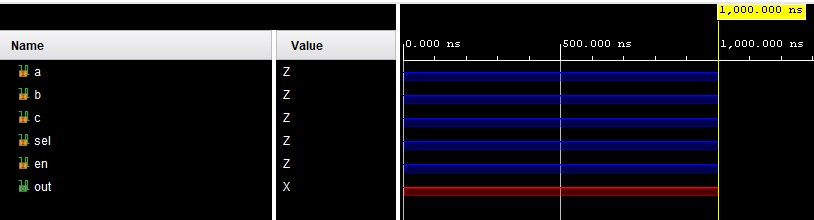 1,000.000 ns
Name Value 0.000 ns 500.000 ns 1,000.000 ns
a Z
b Z
c Z
sel Z
en Z
out X